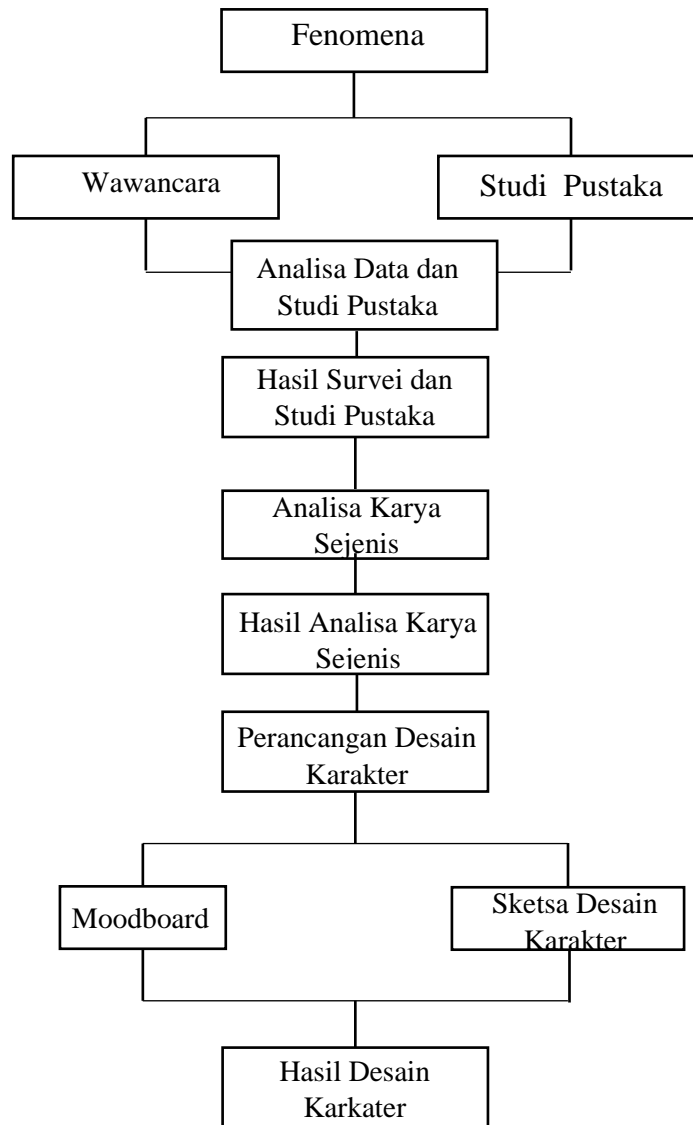 Fenomena
Wawancara
Studi Pustaka
Analisa Data dan
Studi Pustaka
Hasil Survei dan
Studi Pustaka
Analisa Karya
Sejenis
Hasil Analisa Karya
Sejenis
Perancangan Desain
Karakter
Moodboard
Sketsa Desain
Karakter
Hasil Desain
Karkater